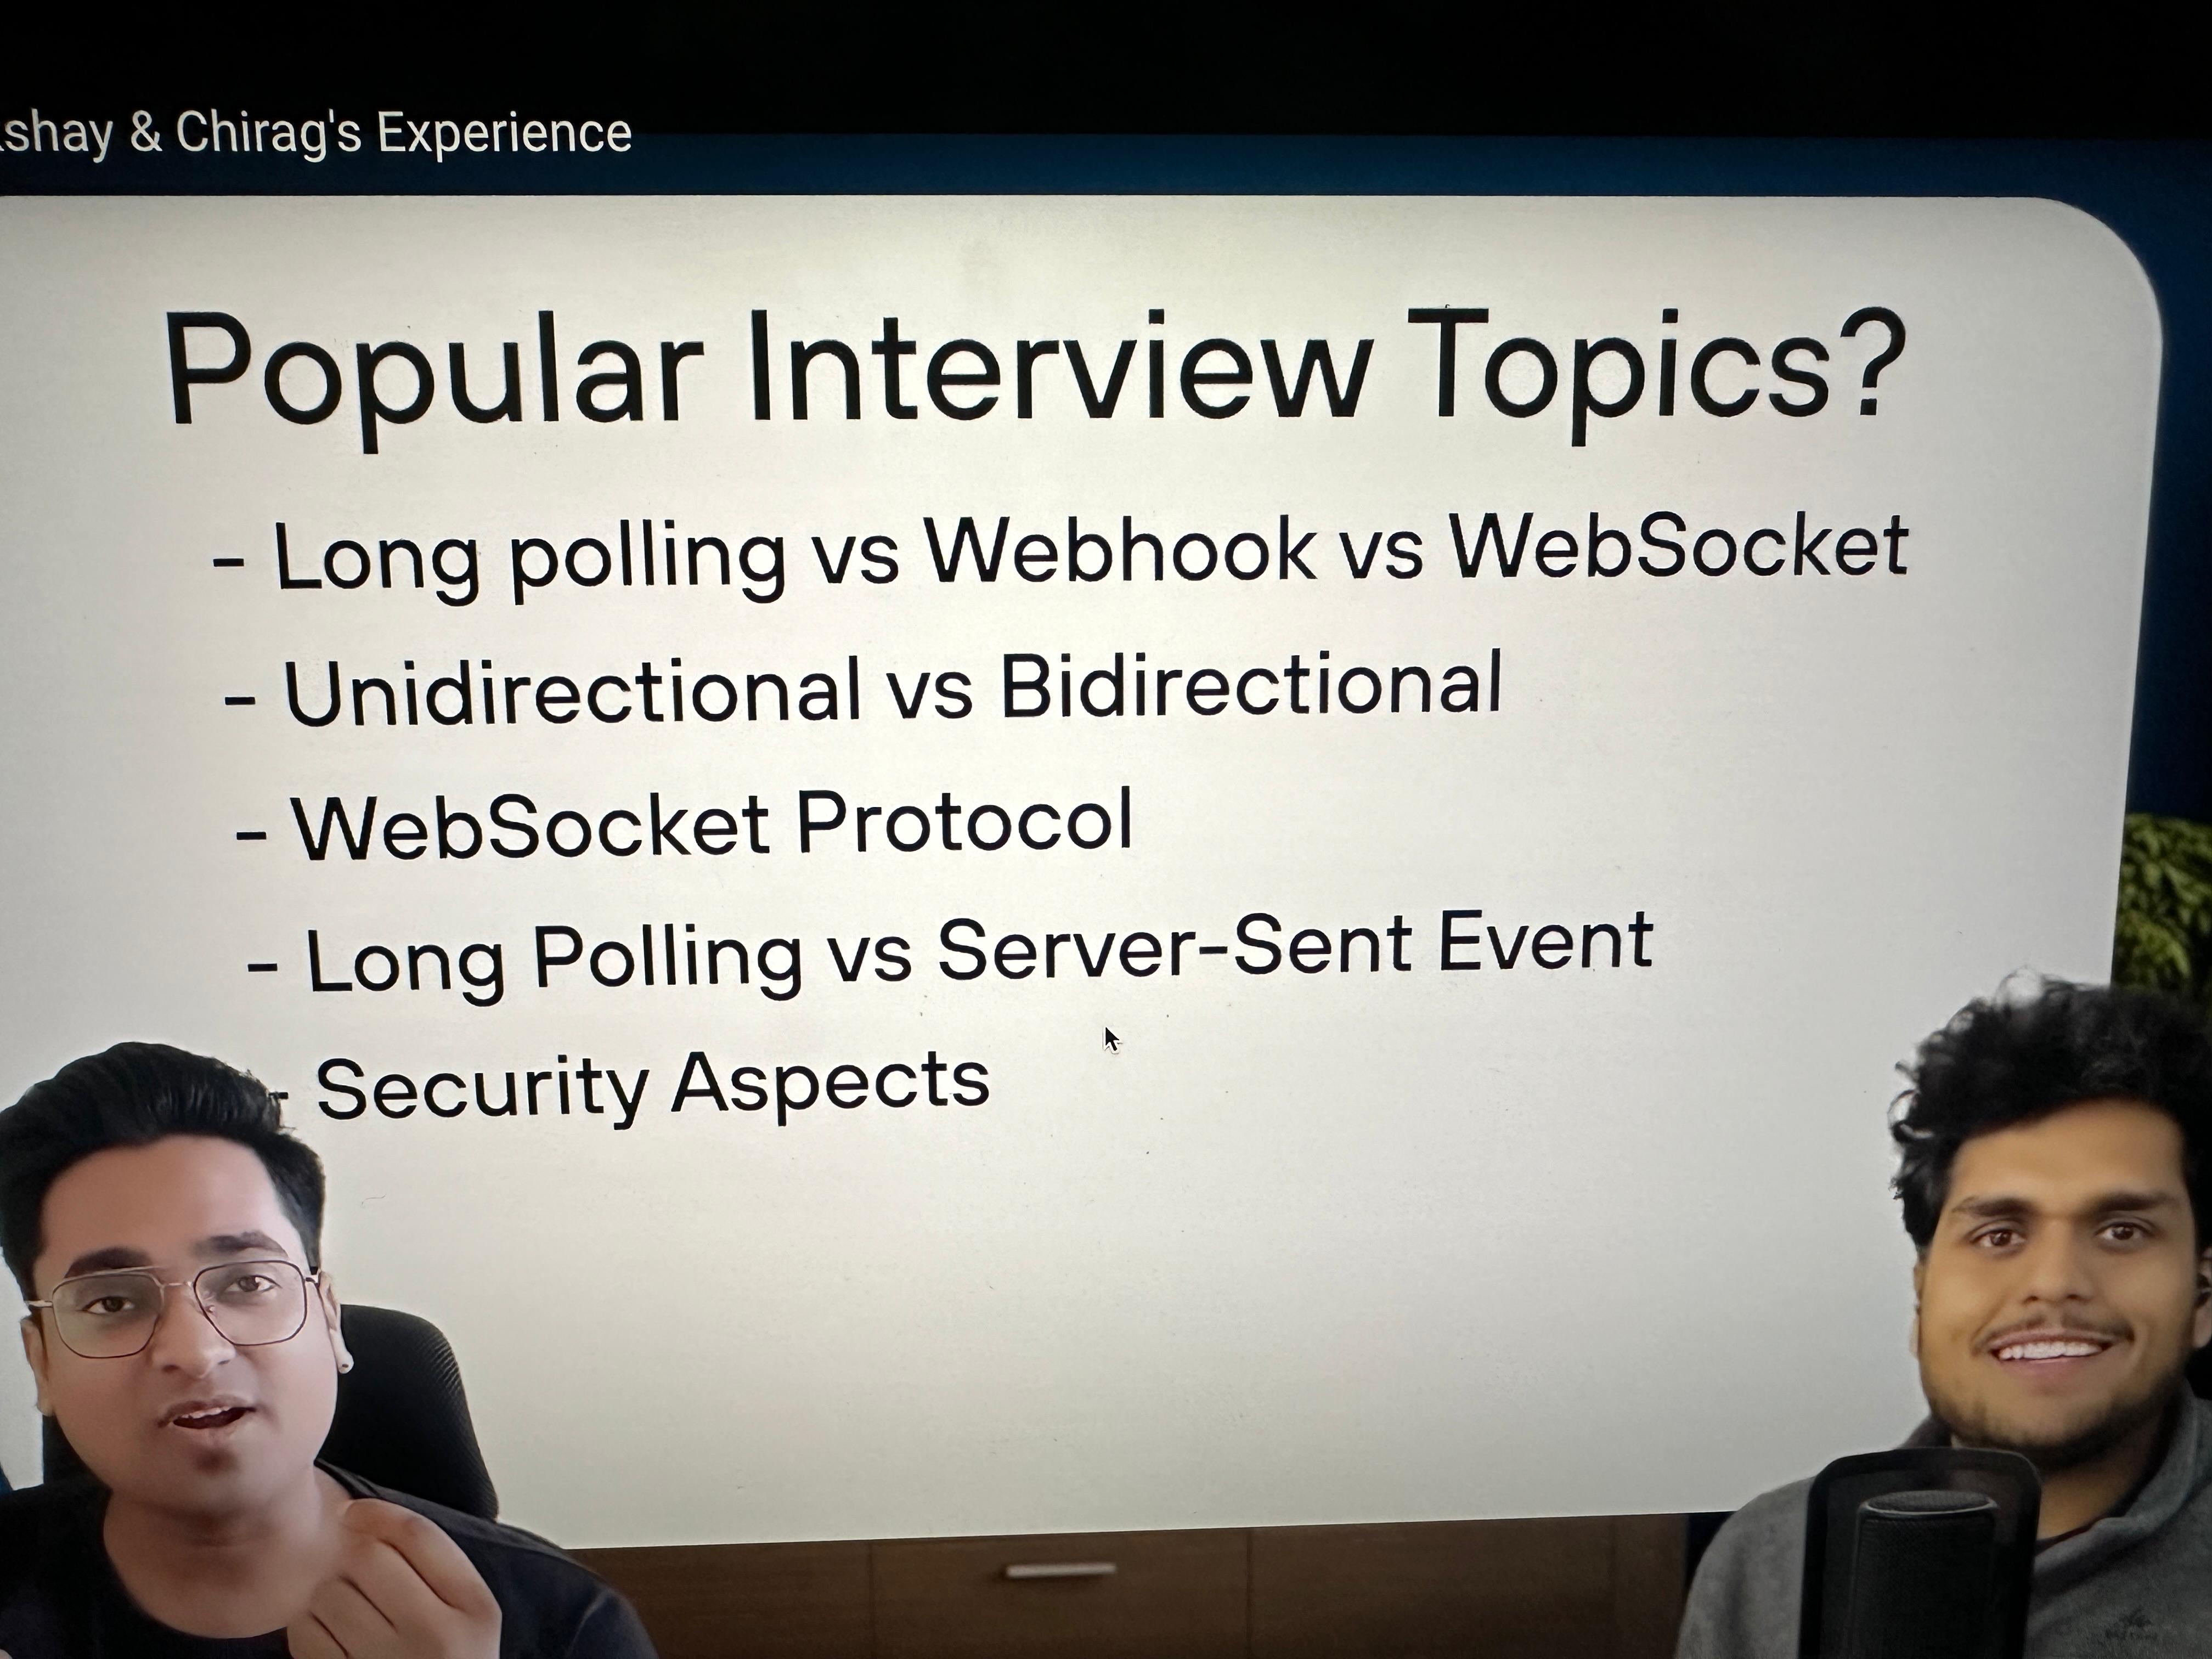 & Chirag's Experience
Popular Interview Topics?
- Long polling vs Webhook vs WebSocket
- Unidirectional vs Bidirectional
- WebSocket Protocol
- Long Polling vs Server-Sent Event
- Security Aspects